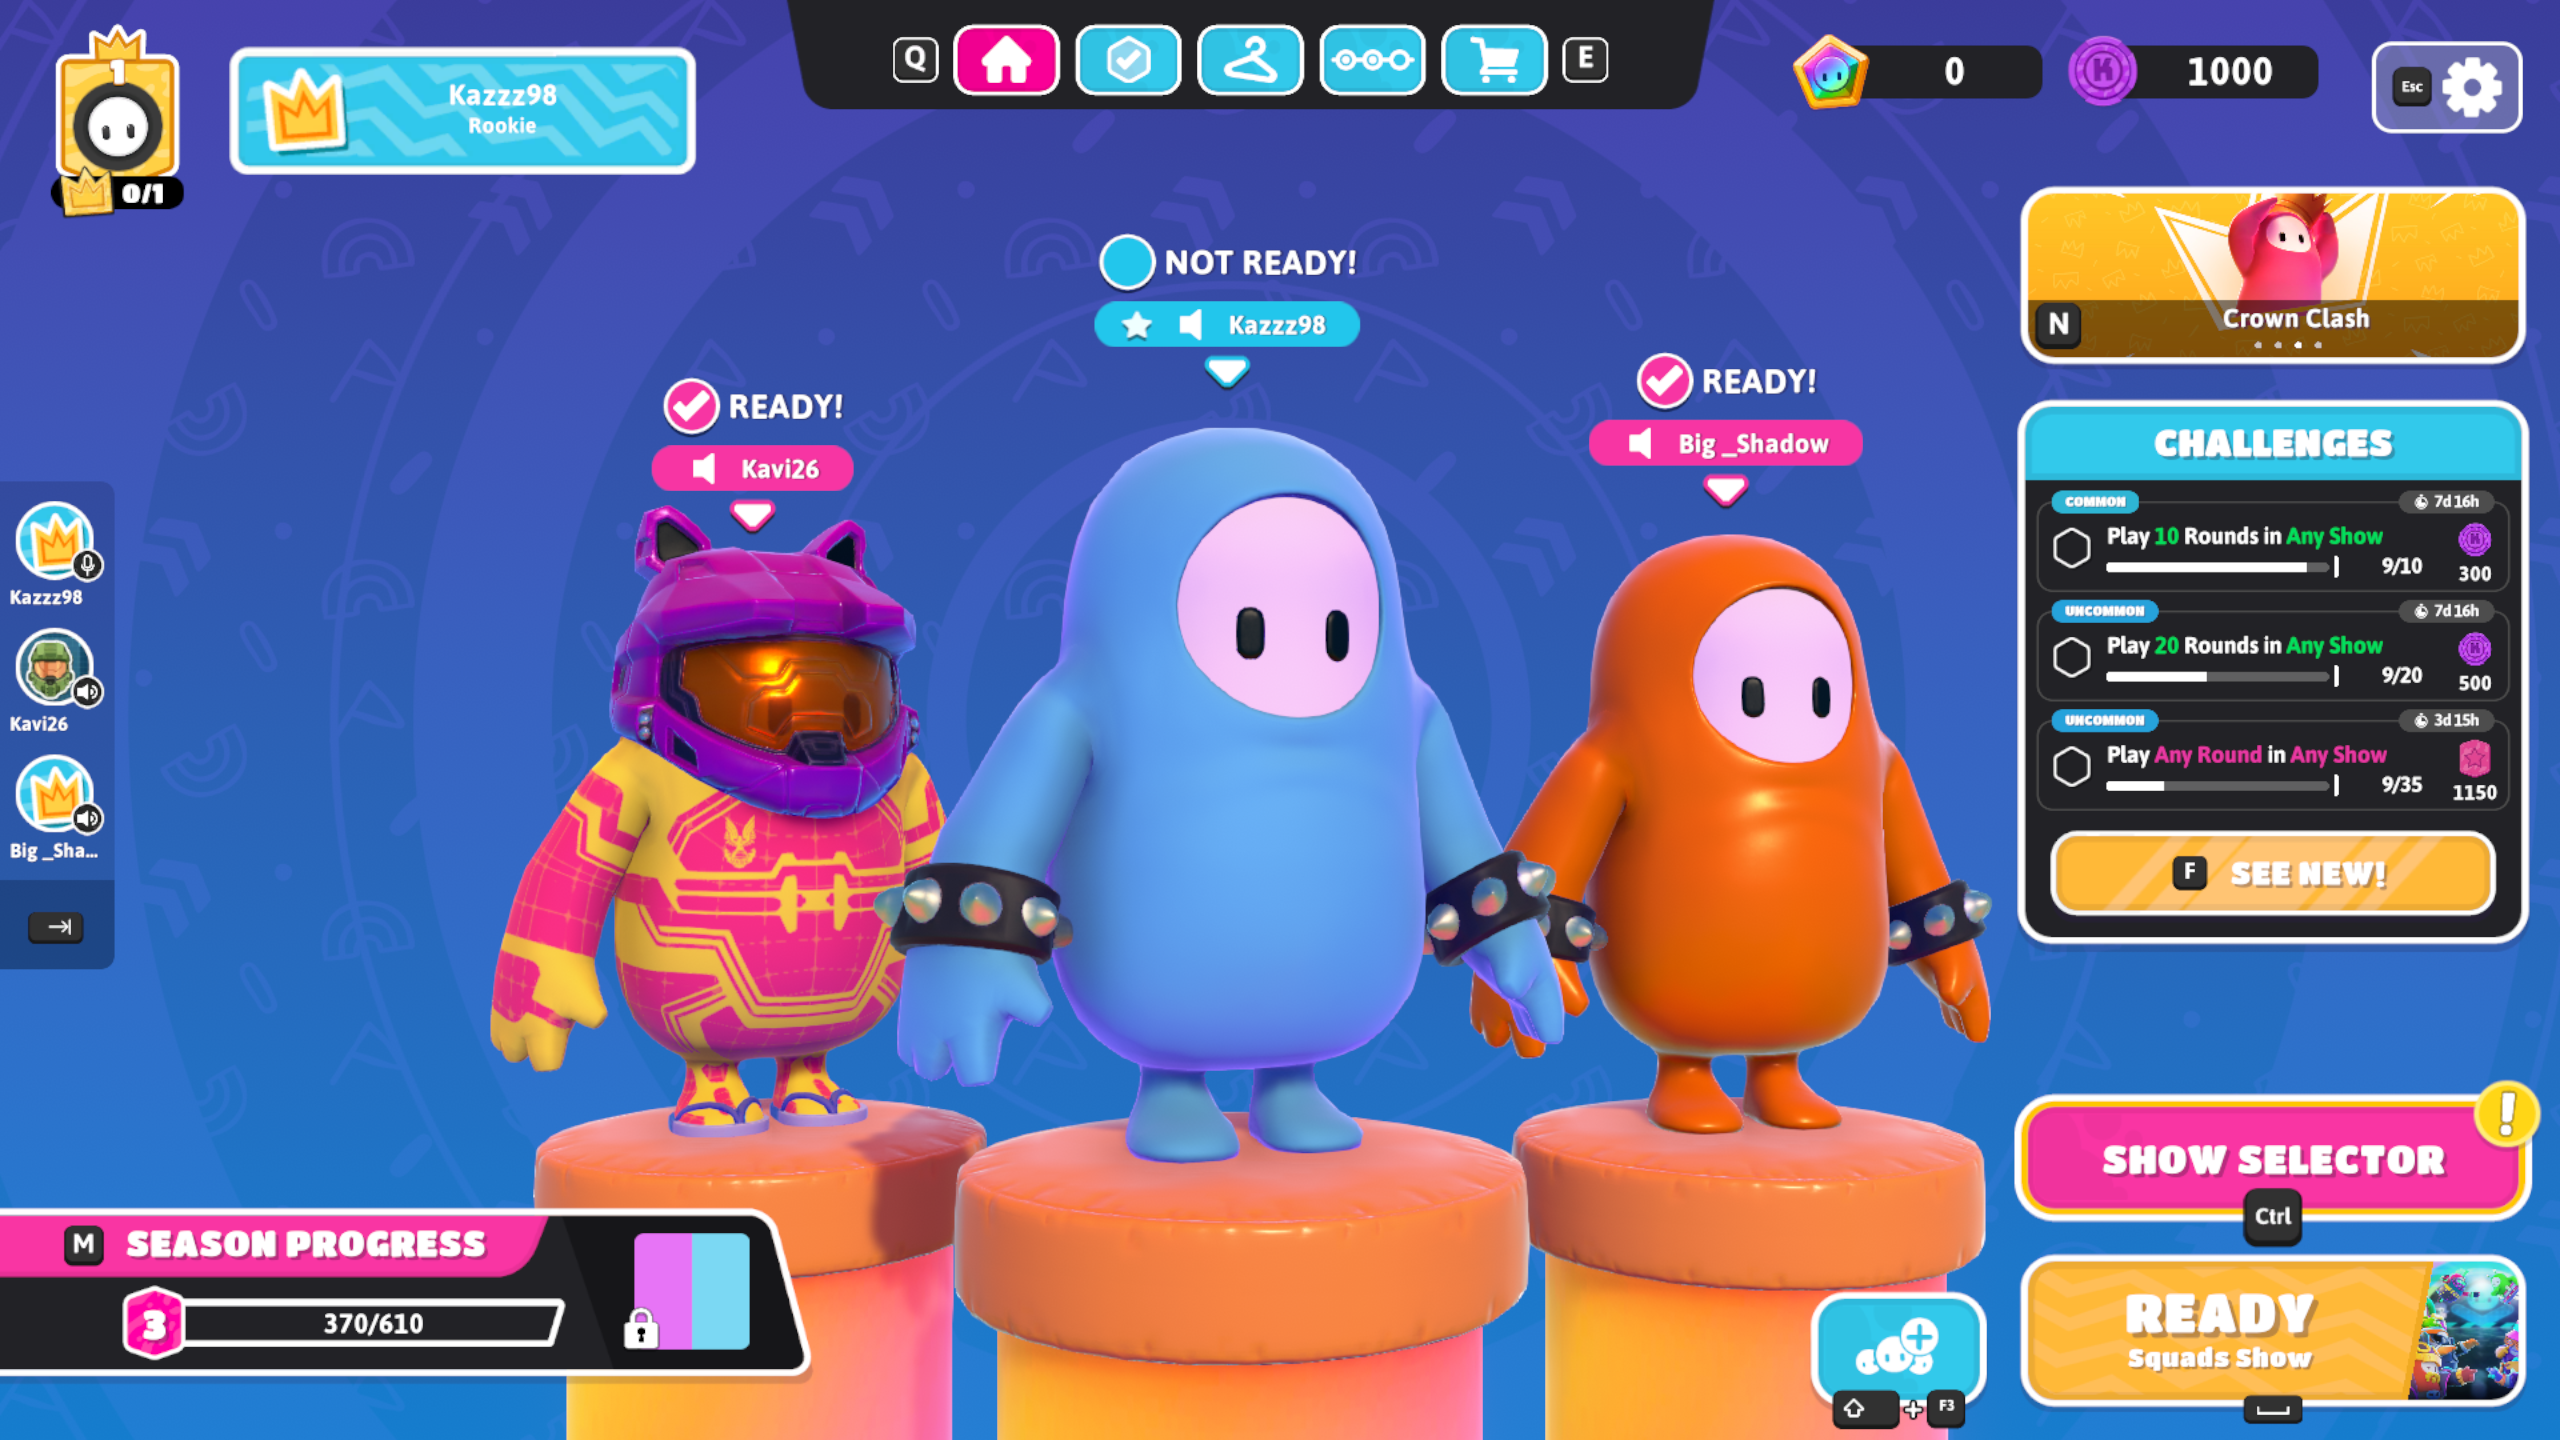 1
0/1
Kazzz98
Rookie
Q
E
0
1000
Esc
NOT READY!
Kazzz98
READY!
Kavi26
READY!
Big _Shadow
N
Crown Clash
CHALLENGES
COMMON
7d 16h
Play 10 Rounds in Any Show
9/10
300
UNCOMMON
7d 16h
Play 20 Rounds in Any Show
9/20
500
UNCOMMON
3d 15h
Play Any Round in Any Show
9/35
1150
F SEE NEW!
Kazzz98
Kavi26
Big _Sha...
!
SHOW SELECTOR
Ctrl
READY
Squads Show
M SEASON PROGRESS
3
370/610
+ F3
K